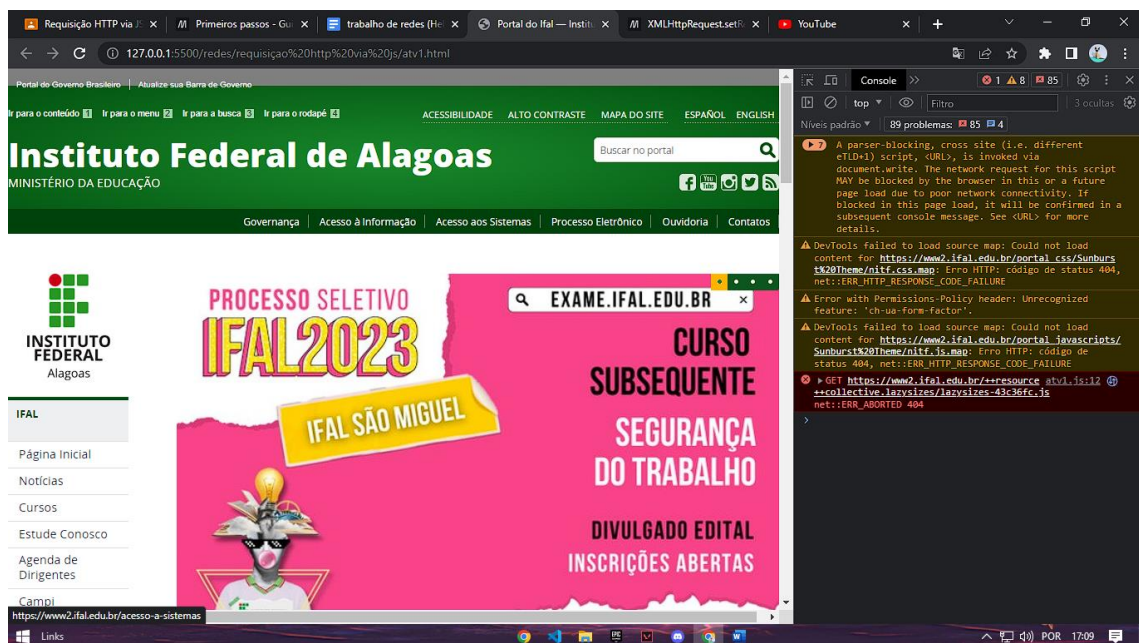 Requisição HTTP via JS
Primeiros passos - Gu
trabalho de redes (He
Portal do Ifal — Institu
XMLHttpRequest.setR
YouTube
127.0.0.1:5500/redes/requisiçao%20http%20via%20js/atv1.html
Portal do Governo Brasileiro | Atualize sua Barra de Governo
Ir para o conteúdo 1 Ir para o menu 2 Ir para a busca 3 Ir para o rodapé 4
ACESSIBILIDADE ALTO CONTRASTE MAPA DO SITE ESPAÑOL ENGLISH
Instituto Federal de Alagoas
Buscar no portal
MINISTÉRIO DA EDUCAÇÃO
You Tube
Governança | Acesso à Informação | Acesso aos Sistemas | Processo Eletrônico | Ouvidoria | Contatos
INSTITUTO
FEDERAL
Alagoas
IFAL
Página Inicial
Notícias
Cursos
Estude Conosco
Agenda de
Dirigentes
Campi
PROCESSO SELETIVO
IFAL2023
IFAL SÃO MIGUEL
EXAME.IFAL.EDU.BR
CURSO
SUBSEQUENTE
SEGURANÇA
DO TRABALHO
DIVULGADO EDITAL
INSCRIÇÕES ABERTAS
https://www2.ifal.edu.br/acesso-a-sistemas
Console 1 8 85
top Filtro 3 ocultas
Níveis padrão 89 problemas: 85 4
7 A parser-blocking, cross site (i.e. different
eTLD+1) script, <URL>, is invoked via
document.write. The network request for this script
MAY be blocked by the browser in this or a future
page load due to poor network connectivity. If
blocked in this page load, it will be confirmed in a
subsequent console message. See <URL> for more
details.
DevTools failed to load source map: Could not load
content for https://www2.ifal.edu.br/portal_css/Sunburs
t%20Theme/nitf.css.map: Erro HTTP: código de status 404,
net::ERR_HTTP_RESPONSE_CODE_FAILURE
Error with Permissions-Policy header: Unrecognized
feature: 'ch-ua-form-factor'.
DevTools failed to load source map: Could not load
content for https://www2.ifal.edu.br/portal_javascripts/
Sunburst%20Theme/nitf.js.map: Erro HTTP: código de
status 404, net::ERR_HTTP_RESPONSE_CODE_FAILURE
GET https://www2.ifal.edu.br/++resource atv1.js:12
++collective.lazysizes/lazysizes-43c36fc.js
net::ERR_ABORTED 404
Links
POR 17:09